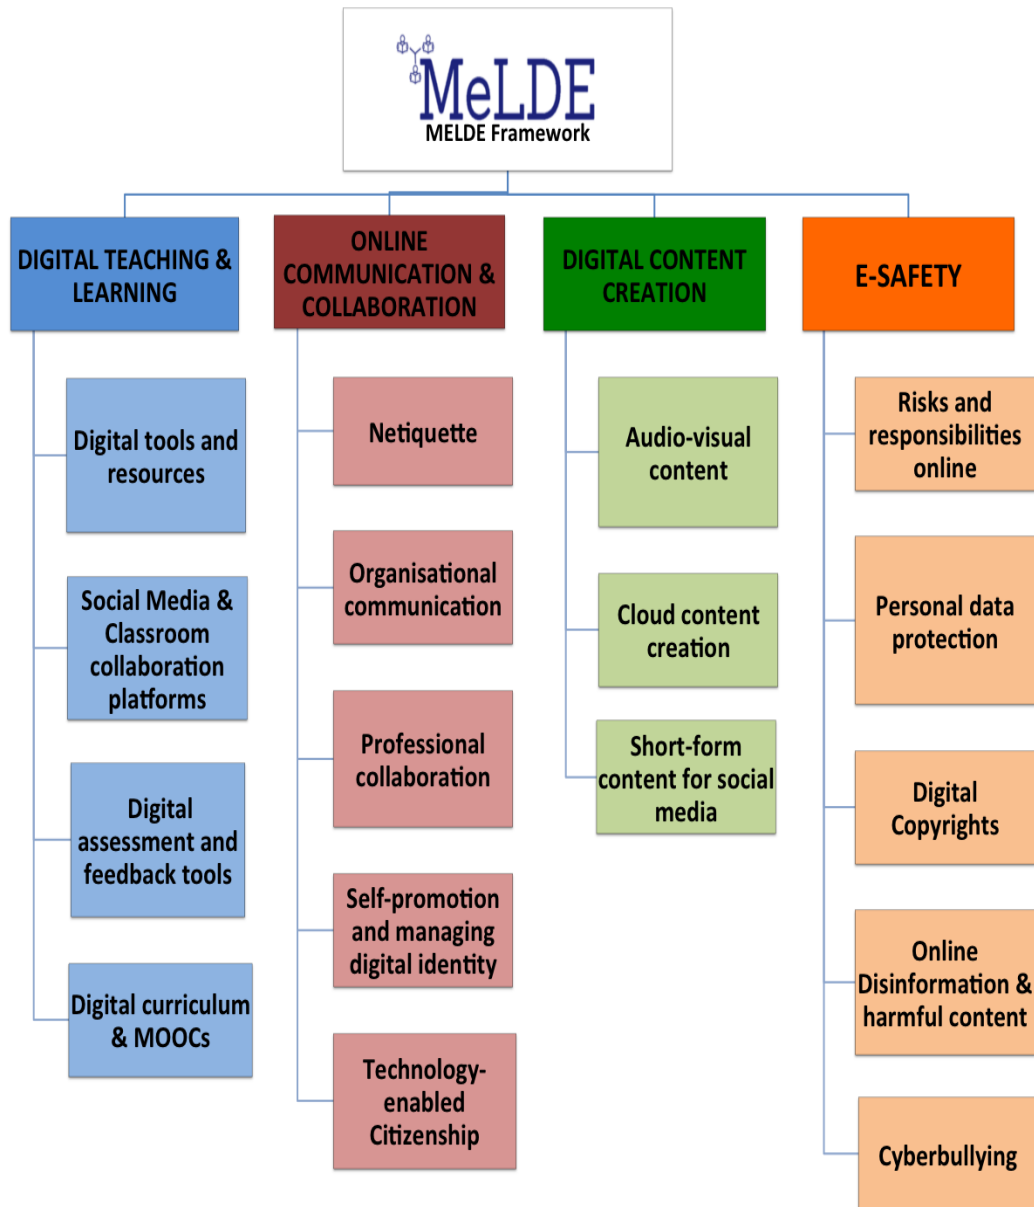 MeLDE
MELDE Framework
DIGITAL TEACHING &
LEARNING
Digital tools and
resources
Social Media &
Classroom
collaboration
platforms
Digital
assessment and
feedback tools
Digital curriculum
& MOOCs
ONLINE
COMMUNICATION &
COLLABORATION
Netiquette
Organisational
communication
Professional
collaboration
Self-promotion
and managing
digital identity
Technology-
enabled
Citizenship
DIGITAL CONTENT
CREATION
Audio-visual
content
Cloud content
creation
Short-form
content for social
media
E-SAFETY
Risks and
responsibilities
online
Personal data
protection
Digital
Copyrights
Online
Disinformation &
harmful content
Cyberbullying